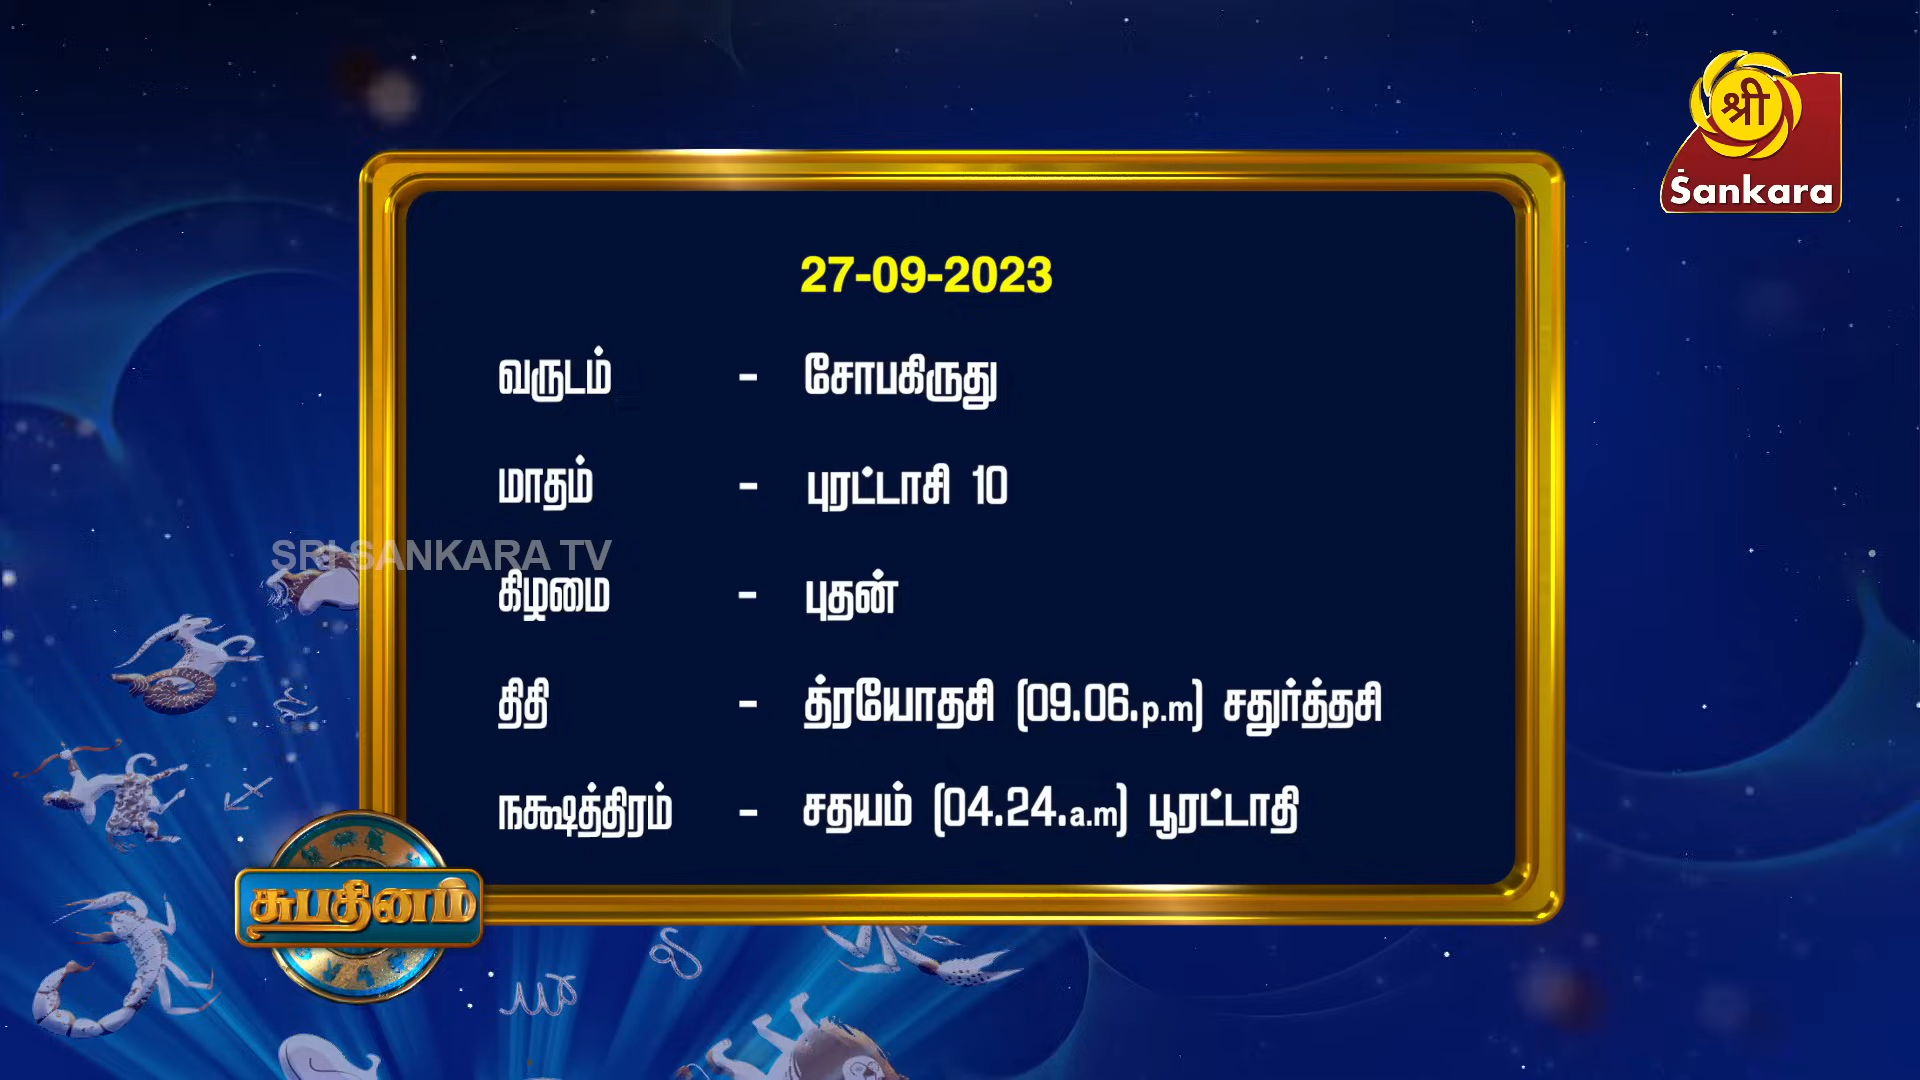 श्री
Sankara
27-09-2023
வருடம் - சோபகிருது
மாதம் - புரட்டாசி 10
SRI SANKARA TV
கிழமை - புதன்
திதி - த்ரயோதசி (09.06.p.m) சதுர்த்தசி
நக்ஷத்திரம் - சதயம் (04.24.a.m) பூரட்டாதி
சுபதினம்